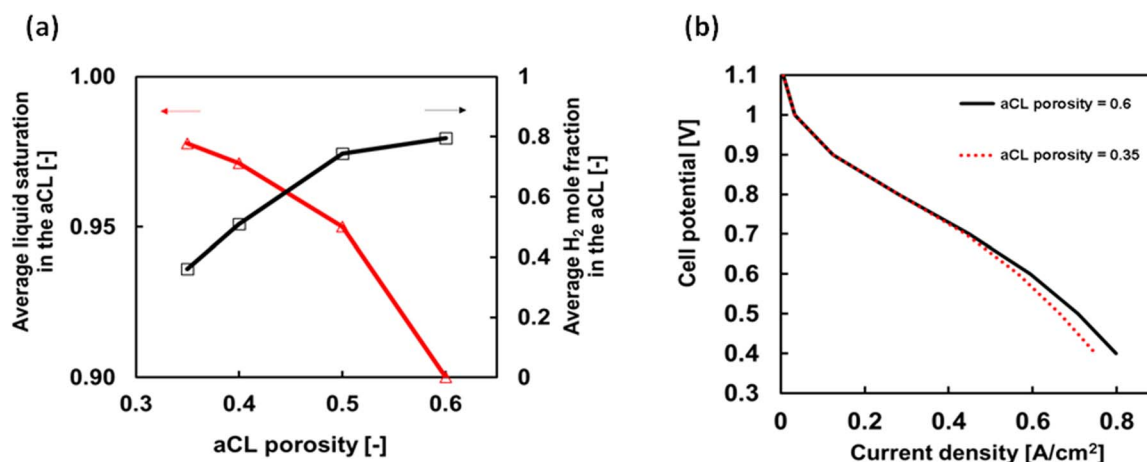 (a)
Average liquid saturation
in the aCL [-]
1.00
0.95
0.90
0.3
0.4
0.5
0.6
aCL porosity [-]
1
0.8
0.6
0.4
0.2
0
Average H₂ mole fraction
in the aCL [-]
(b)
Cell potential [V]
1.1
1
0.9
0.8
0.7
0.6
0.5
0.4
0.3
0
0.2
0.4
0.6
0.8
Current density [A/cm²]
aCL porosity = 0.6
aCL porosity = 0.35